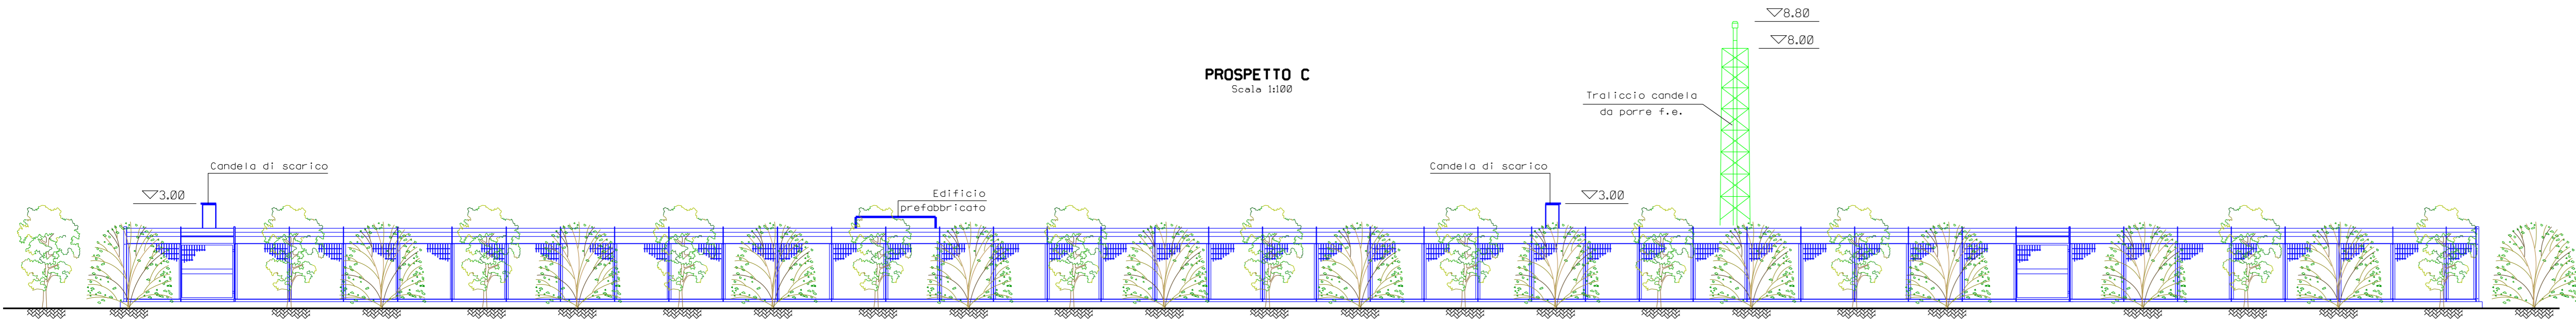 8.80
8.00
PROSPETTO C
Scala 1:100
Traliccio candela
da porre f.e.
Candela di scarico
3.00
Edificio
prefabbricato
Candela di scarico
3.00